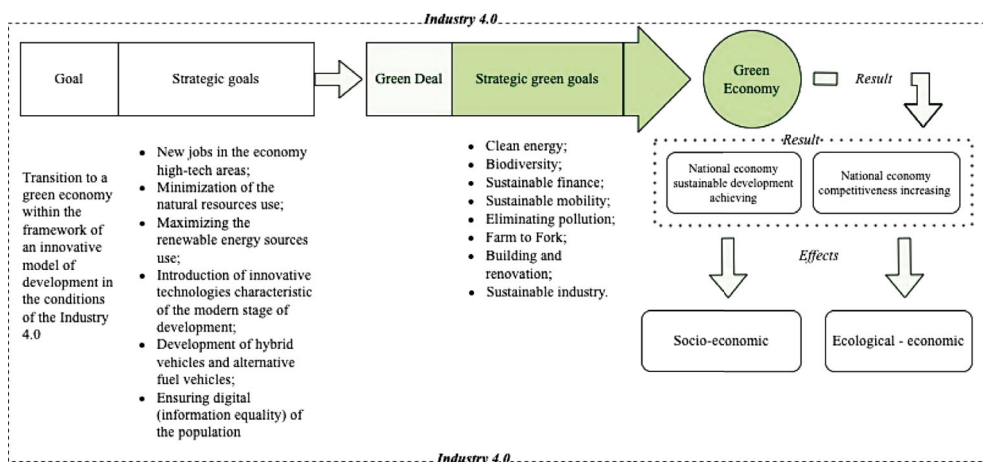 Industry 4.0
Goal
Strategic goals
Green Deal
Strategic green goals
Green
Economy
Result
Transition to a
green economy
within the
framework of
an innovative
model of
development in
the conditions
of the Industry
4.0
• New jobs in the economy
high-tech areas;
• Minimization of the
natural resources use;
• Maximizing the
renewable energy sources
use;
• Introduction of innovative
technologies characteristic
of the modern stage of
development;
• Development of hybrid
vehicles and alternative
fuel vehicles;
• Ensuring digital
(information equality) of
the population
• Clean energy;
• Biodiversity;
• Sustainable finance;
• Sustainable mobility;
• Eliminating pollution;
• Farm to Fork;
• Building and
renovation;
• Sustainable industry.
Result
National economy
sustainable development
achieving
National economy
competitiveness increasing
Effects
Socio-economic
Ecological - economic
Industry 4.0